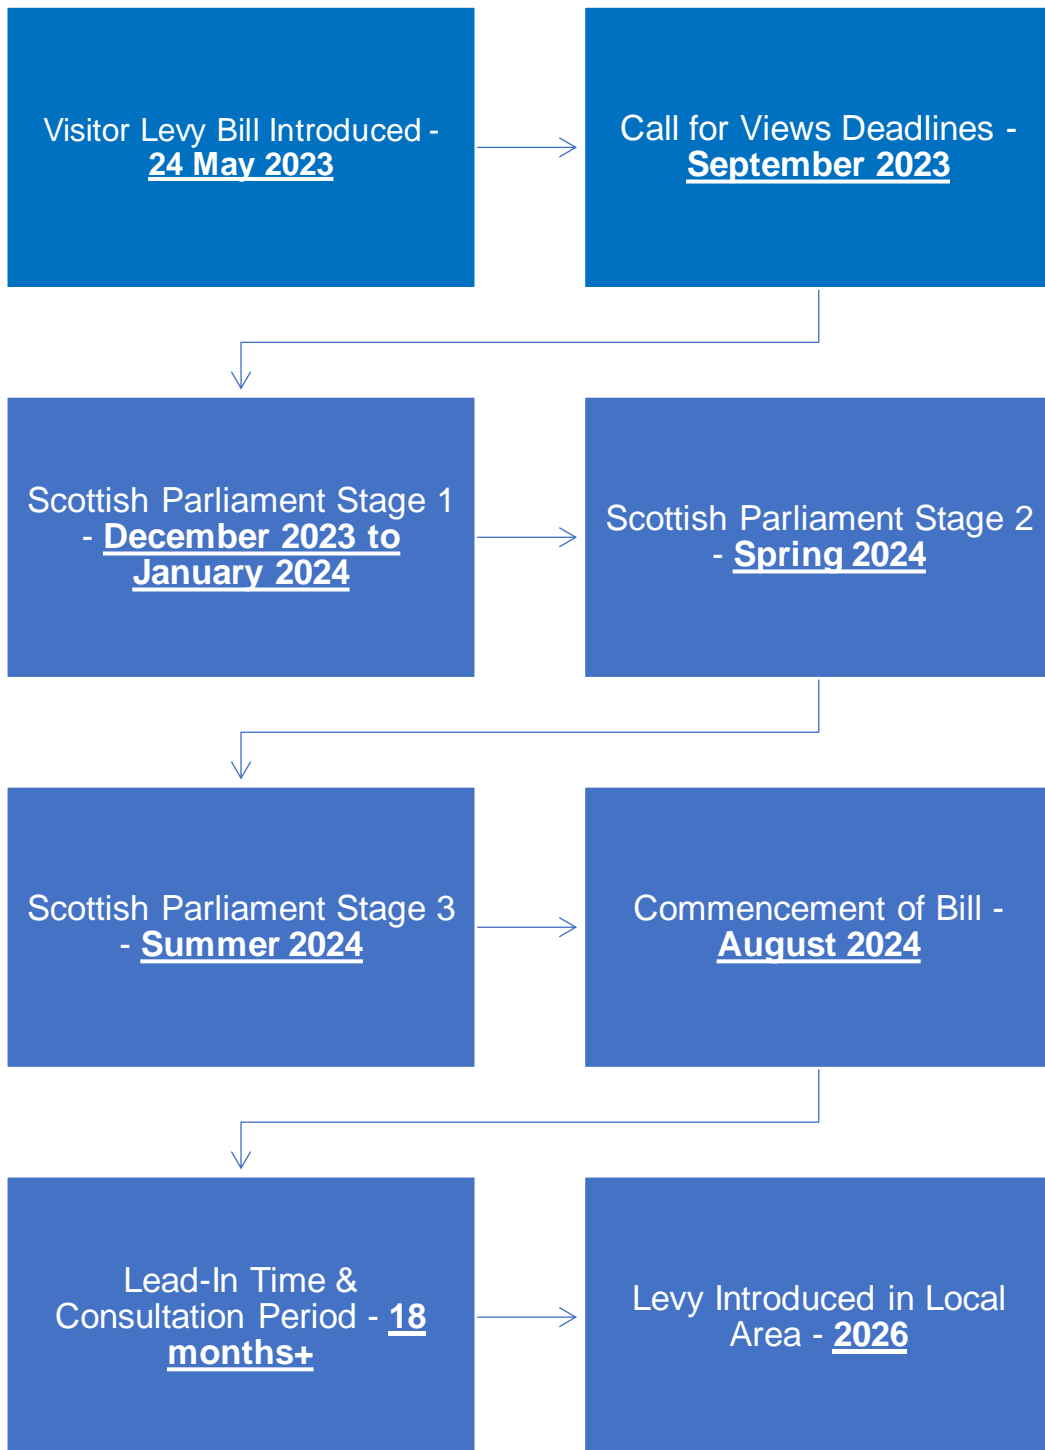 Visitor Levy Bill Introduced -
24 May 2023
Call for Views Deadlines -
September 2023
Scottish Parliament Stage 1
- December 2023 to
January 2024
Scottish Parliament Stage 2
- Spring 2024
Scottish Parliament Stage 3
- Summer 2024
Commencement of Bill -
August 2024
Lead-In Time &
Consultation Period - 18
months+
Levy Introduced in Local
Area - 2026